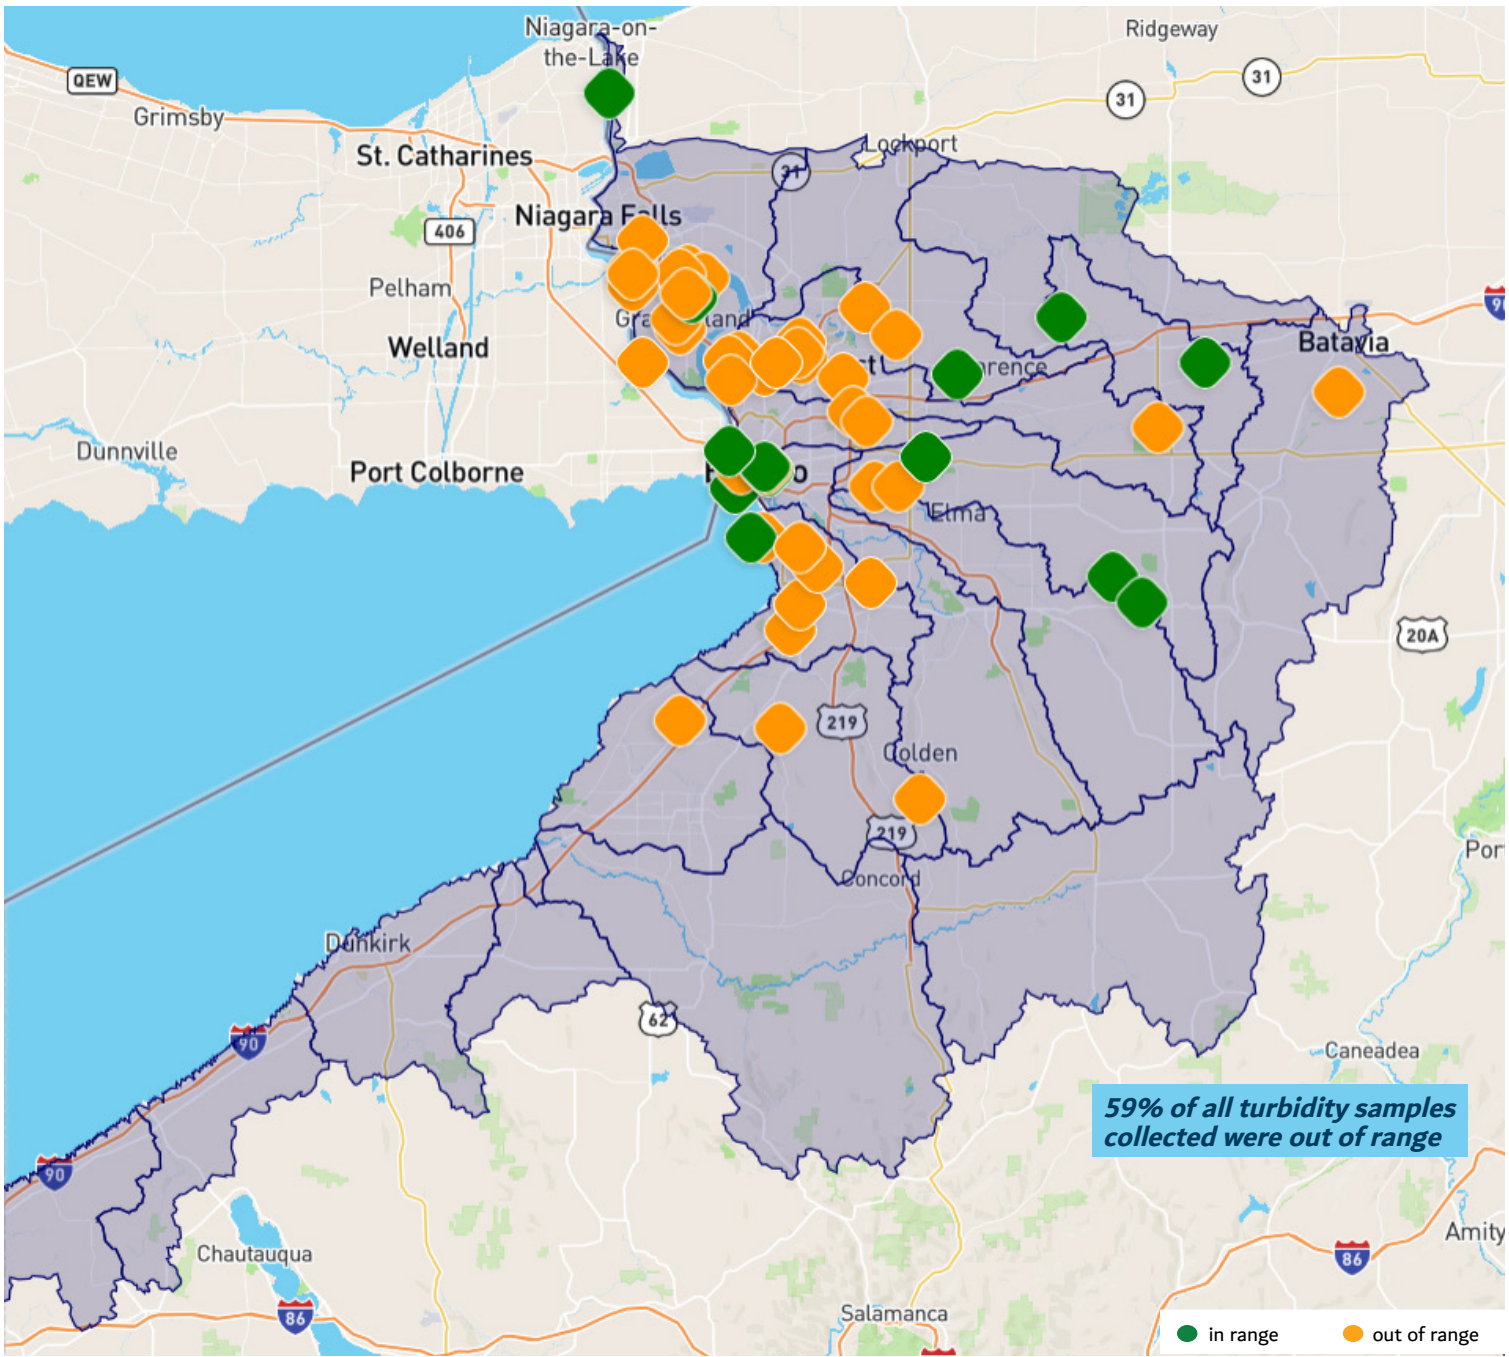 Niagara-on-
the-Lake
Ridgeway
QEW
31
31
Grimsby
Lockport
St. Catharines
31
Niagara Falls
406
Pelham
Welland
Batavia
Dunnville
Port Colborne
Elma
20A
219
Colden
219
Concord
Dunkirk
62
90
Caneadea
59% of all turbidity samples
collected were out of range
90
Amity
Chautauqua
86
86
Salamanca
in range
out of range